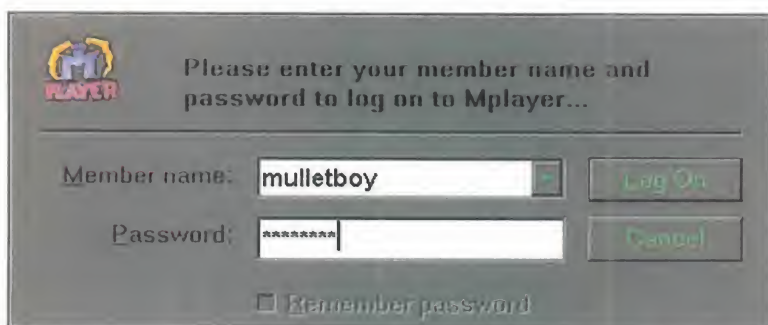 M
PLAYER
Please enter your member name and
password to log on to Mplayer...
Member name: mulletboy Log On
Password: ******** Cancel
Remember password